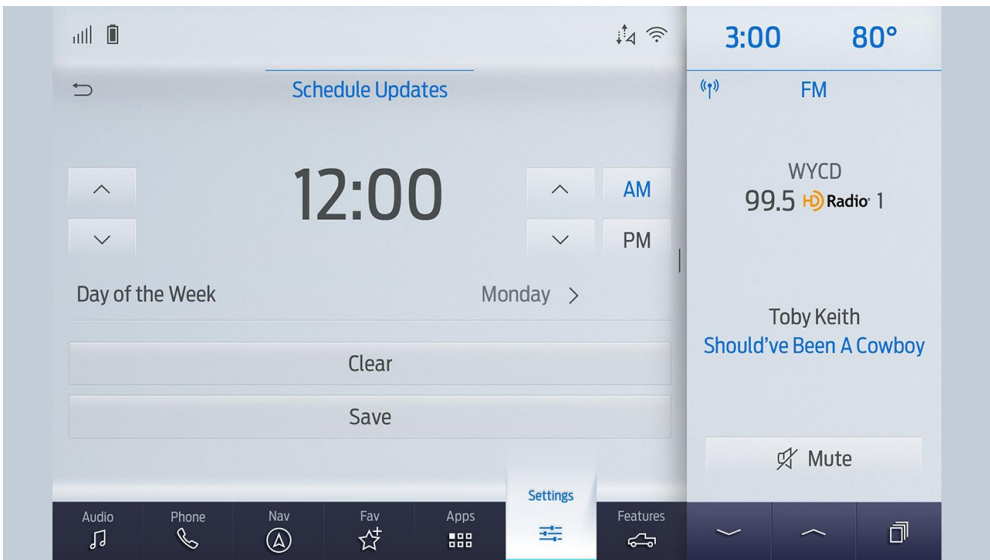 3:00 80°
Schedule Updates
FM
12:00
AM
PM
WYCD
99.5 HD Radio 1
Day of the Week Monday
Toby Keith
Should've Been A Cowboy
Clear
Save
Mute
Settings
Audio Phone Nav Fav Apps Features